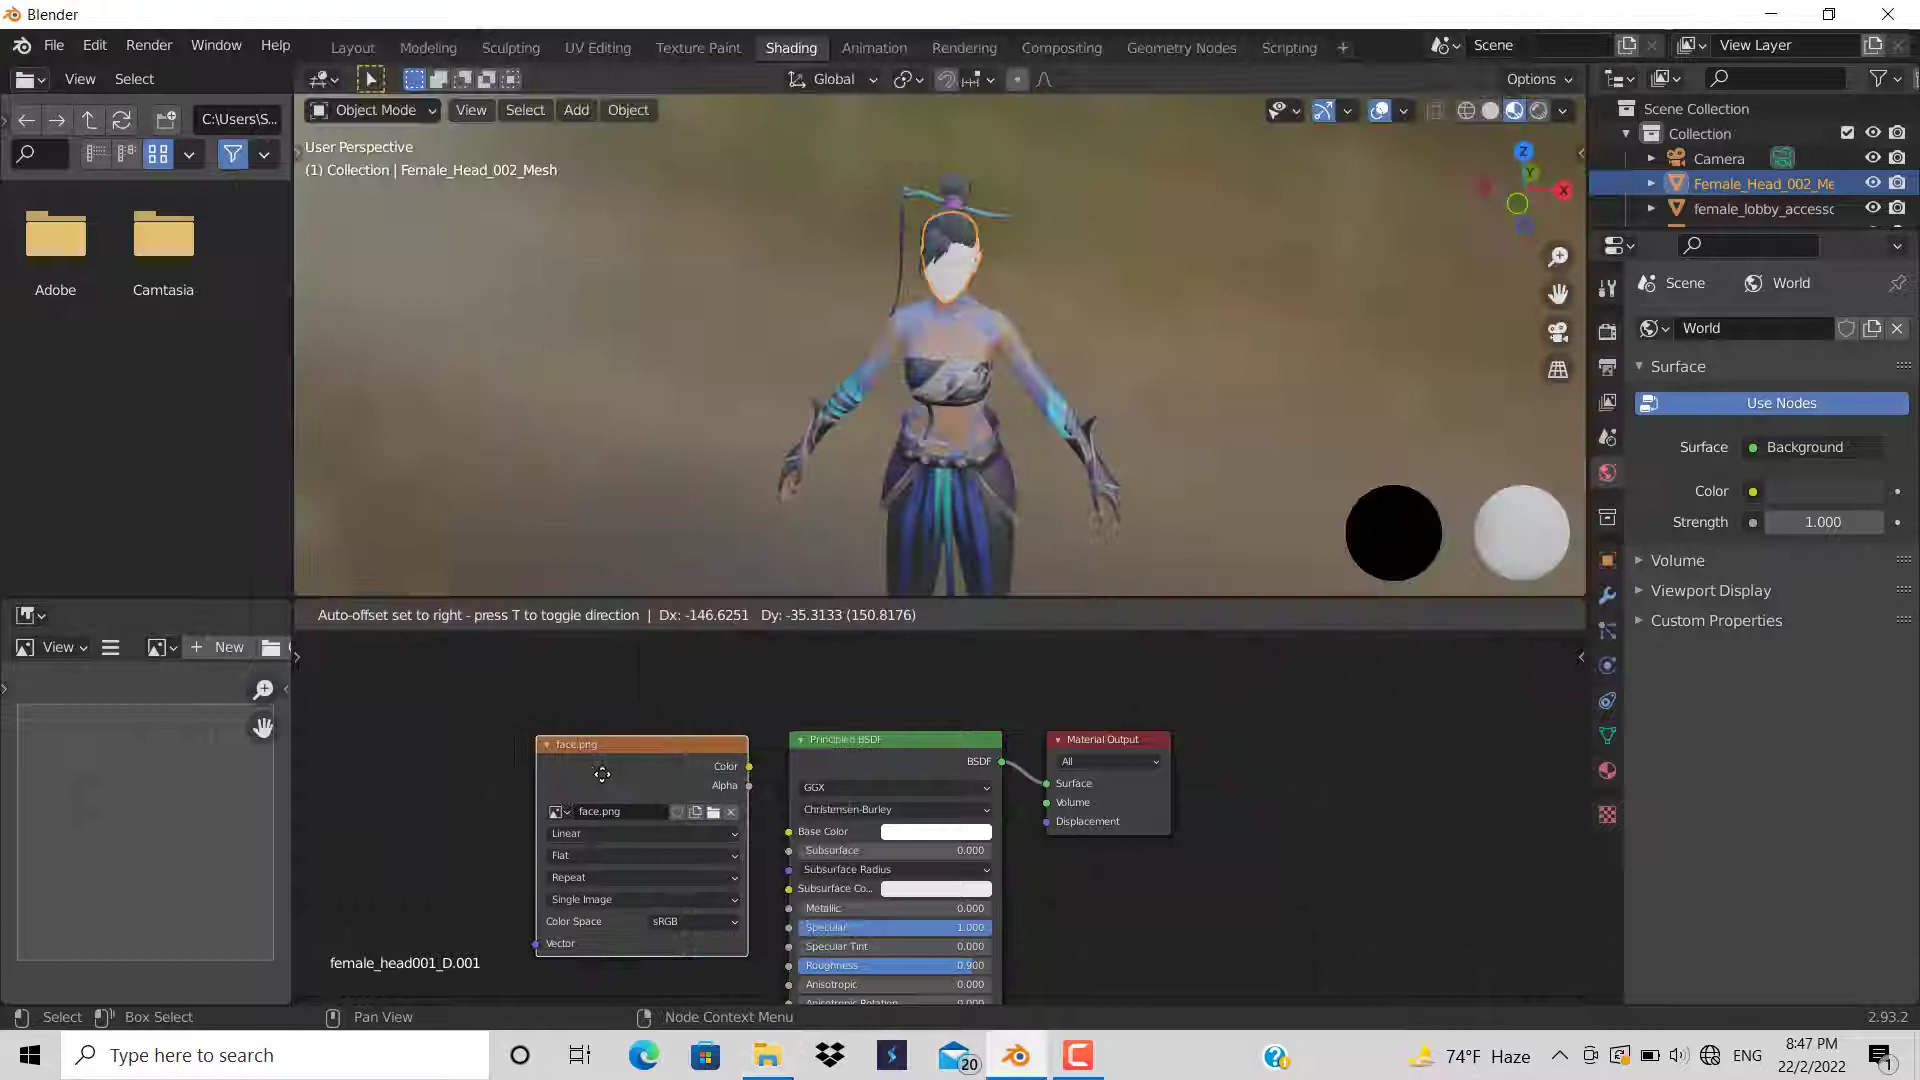 Blender
File Edit Render Window Help
Layout Modeling Sculpting UV Editing Texture Paint Shading Animation Rendering Compositing Geometry Nodes Scripting +
Scene
View Layer
View Select
Global
Options
C:\Users\S...
Object Mode View Select Add Object
User Perspective
(1) Collection | Female_Head_002_Mesh
Z
Y
X
Adobe
Camtasia
Scene Collection
Collection
Camera
Female_Head_002_Me
female_lobby_accessc
Scene World
World
Surface
Use Nodes
Surface Background
Color
Strength 1.000
Volume
Viewport Display
Custom Properties
Auto-offset set to right - press T to toggle direction | Dx: -146.6251 Dy: -35.3133 (150.8176)
View
+ New
face.png
Color
Alpha
face.png
Linear
Flat
Repeat
Single Image
Color Space sRGB
Vector
Principled BSDF
BSDF
GGX
Christensen-Burley
Base Color
Subsurface 0.000
Subsurface Radius
Subsurface Co...
Metallic 0.000
Specular 1.000
Specular Tint 0.000
Roughness 0.900
Anisotropic 0.000
Anisotropic Rotation 0.000
Material Output
All
Surface
Volume
Displacement
female_head001_D.001
Select Box Select Pan View Node Context Menu 2.93.2
Type here to search
20
74°F Haze
ENG
8:47 PM
22/2/2022
1